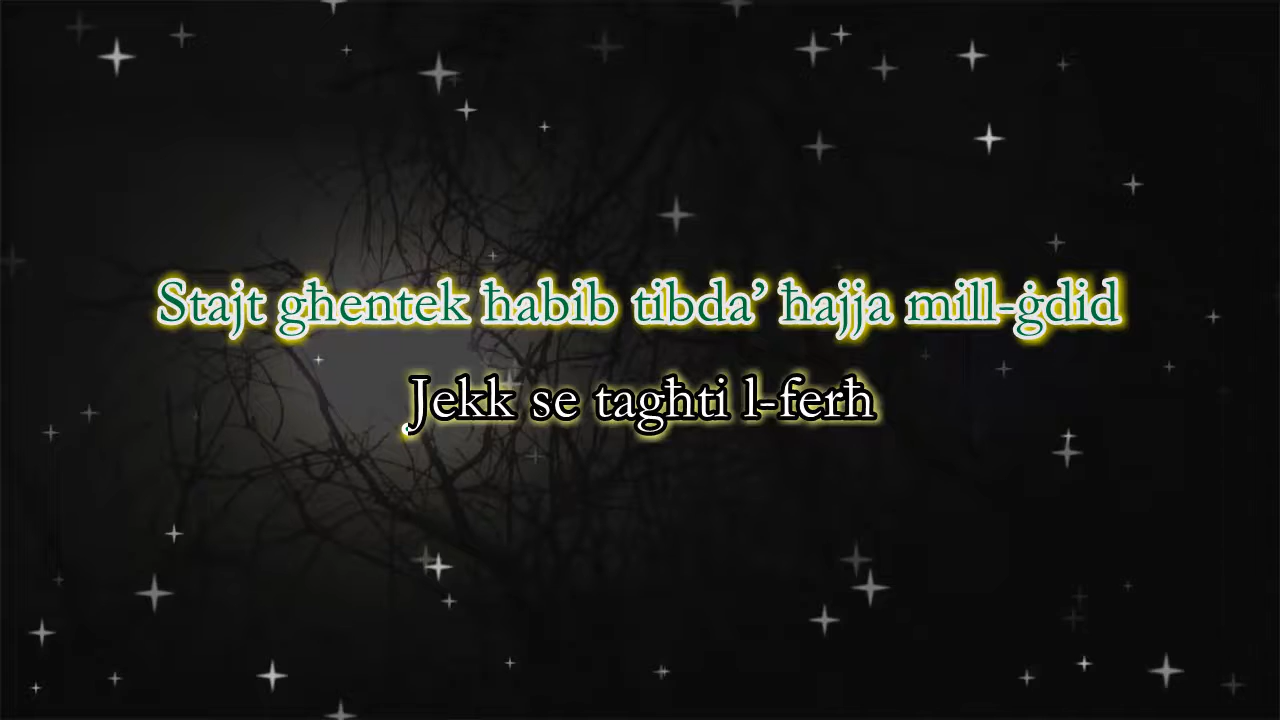 Stajt għentek ħabib tibda’ ħajja mill-ġdid
Jekk se tagħti l-ferħ